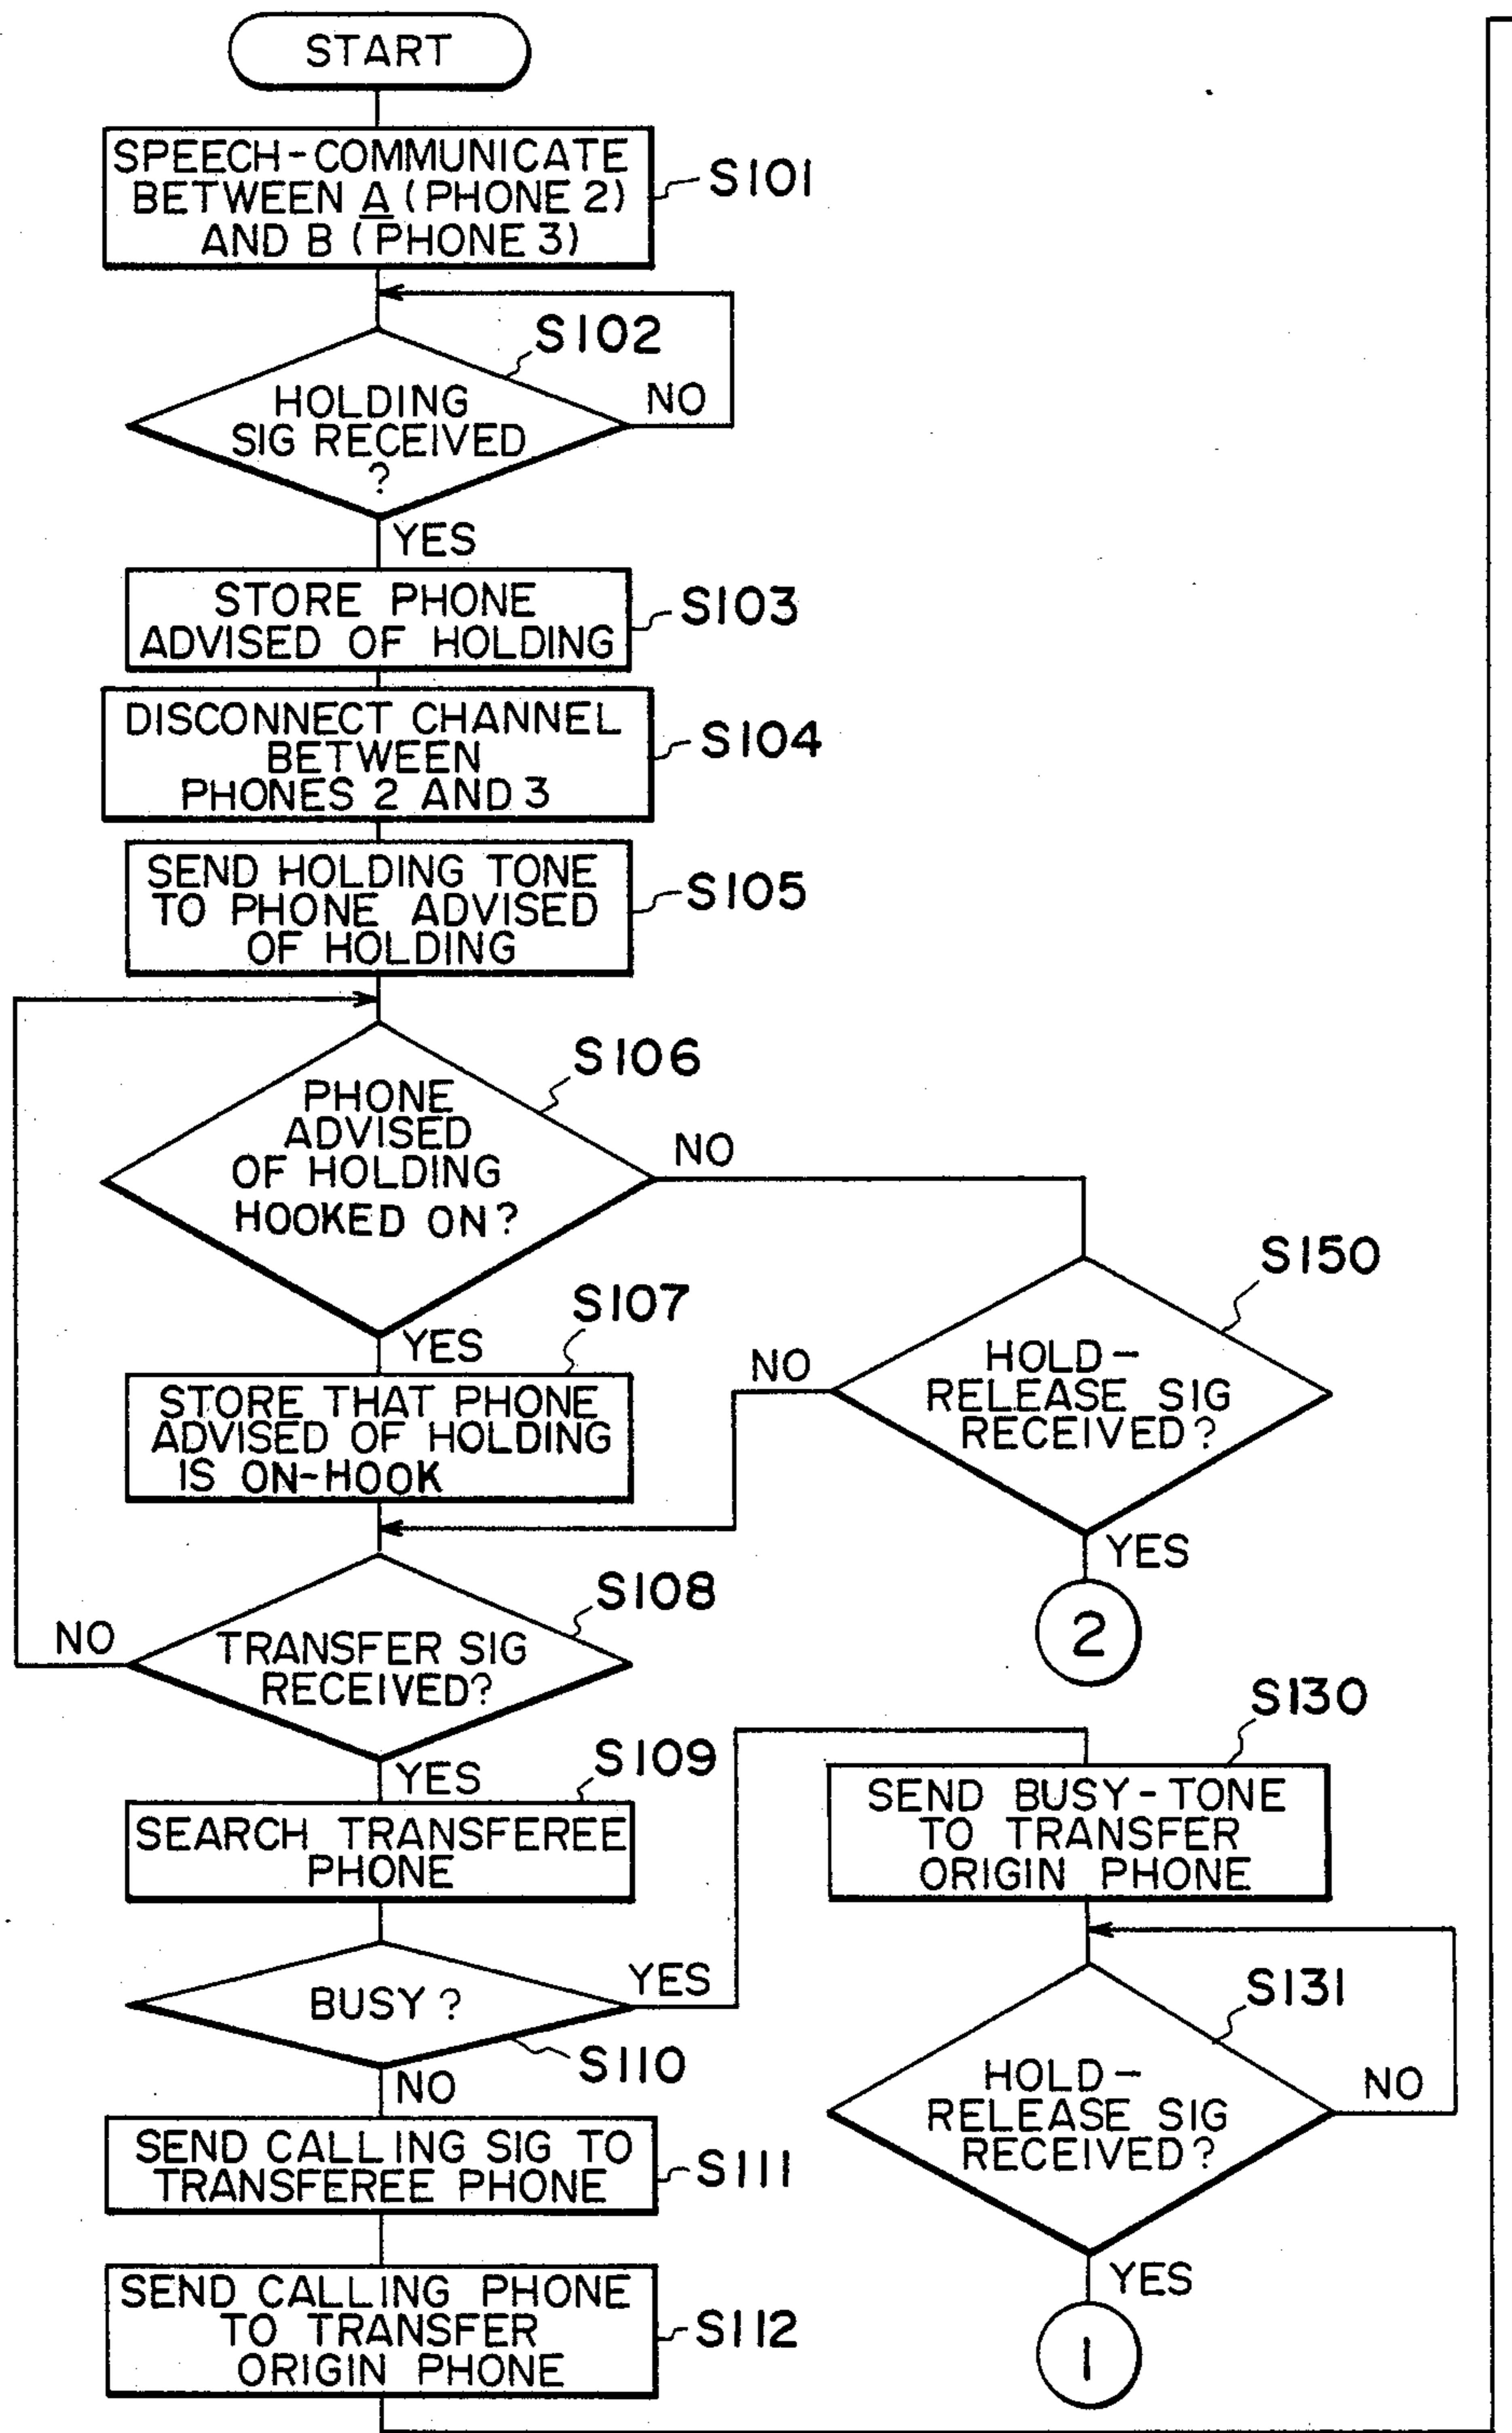 START
SPEECH-COMMUNICATE
BETWEEN A (PHONE 2)
AND B (PHONE 3)
S101
S102
HOLDING
SIG RECEIVED
?
NO
YES
STORE PHONE
ADVISED OF HOLDING
S103
DISCONNECT CHANNEL
BETWEEN
PHONES 2 AND 3
S104
SEND HOLDING TONE
TO PHONE ADVISED
OF HOLDING
S105
S106
PHONE
ADVISED
OF HOLDING
HOOKED ON?
NO
YES
S150
HOLD-
RELEASE SIG
RECEIVED?
NO
YES
2
S107
STORE THAT PHONE
ADVISED OF HOLDING
IS ON-HOOK
S108
TRANSFER SIG
RECEIVED?
NO
YES
S109
SEARCH TRANSFEREE
PHONE
BUSY?
YES
S110
NO
S130
SEND BUSY-TONE
TO TRANSFER
ORIGIN PHONE
S131
HOLD-
RELEASE SIG
RECEIVED?
NO
YES
1
SEND CALLING SIG TO
TRANSFEREE PHONE
S111
SEND CALLING PHONE
TO TRANSFER
ORIGIN PHONE
S112